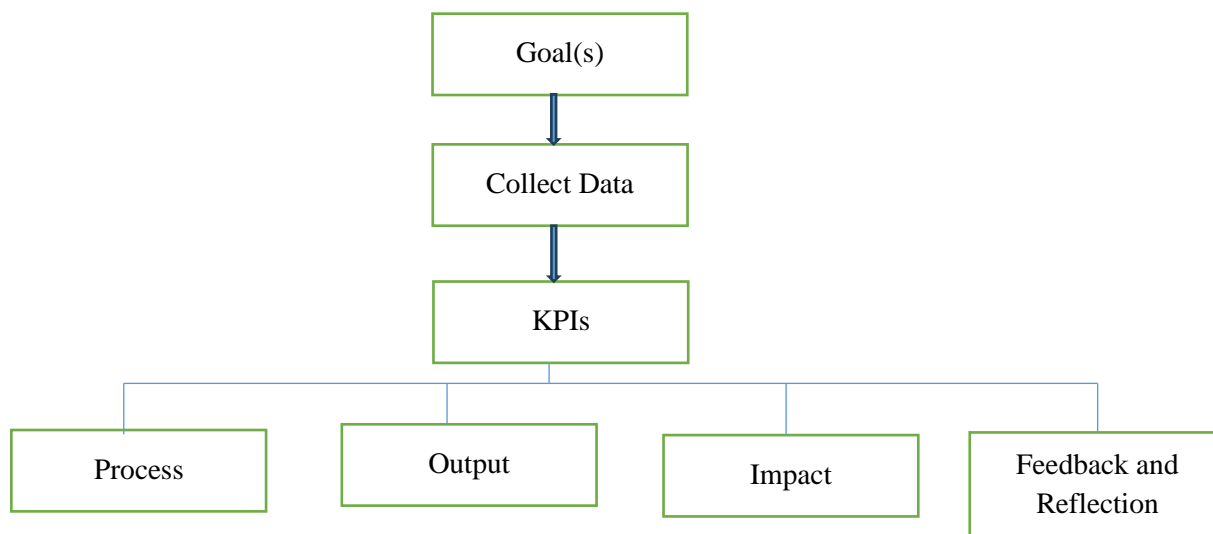 Goal(s)
Collect Data
KPIs
Process
Output
Impact
Feedback and
Reflection